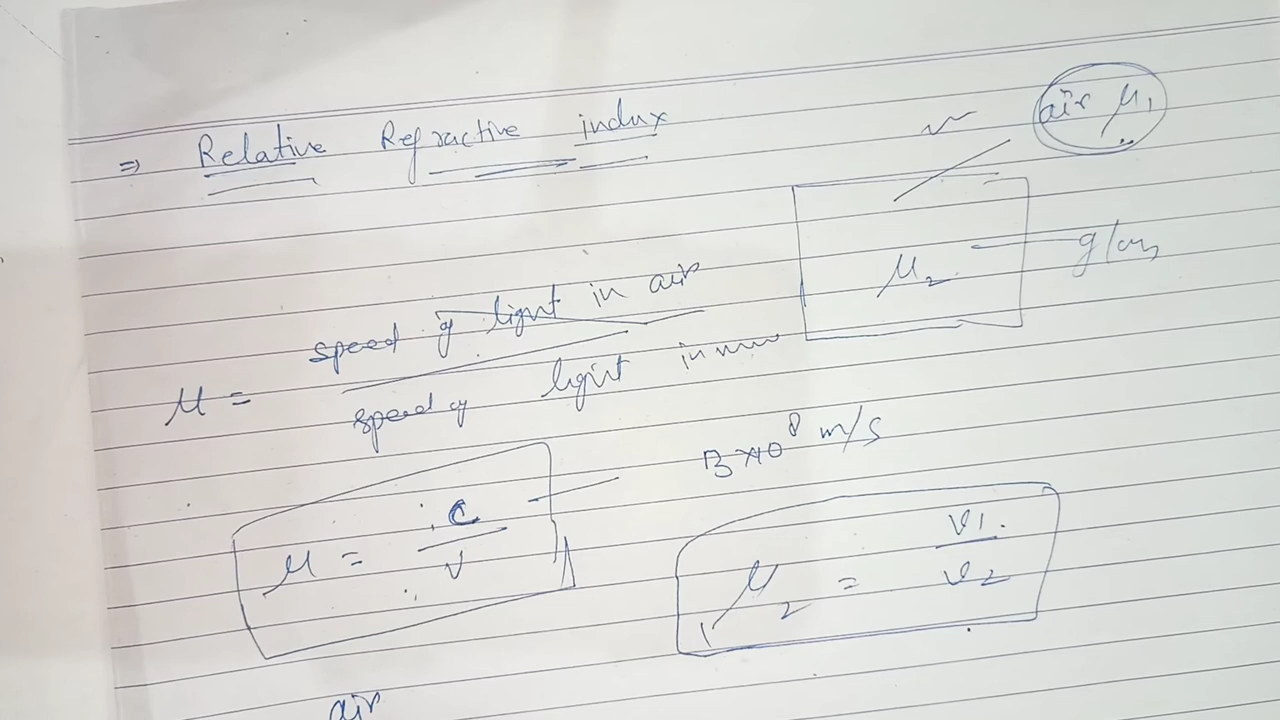 ⇒ Relative Refractive index
air μ₁
μ₂
glass
μ = speed of light in air
speed of light in
3×10⁸ m/s
μ = c/v
₁μ₂ = v1/v2
air